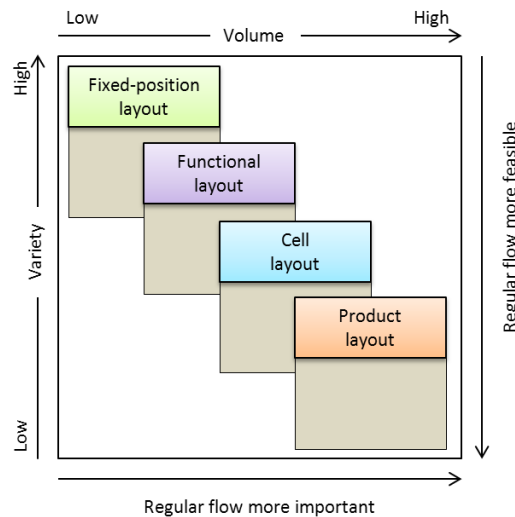 Low
High
Volume
High
Variety
Low
Fixed-position
layout
Functional
layout
Cell
layout
Product
layout
Regular flow more feasible
Regular flow more important